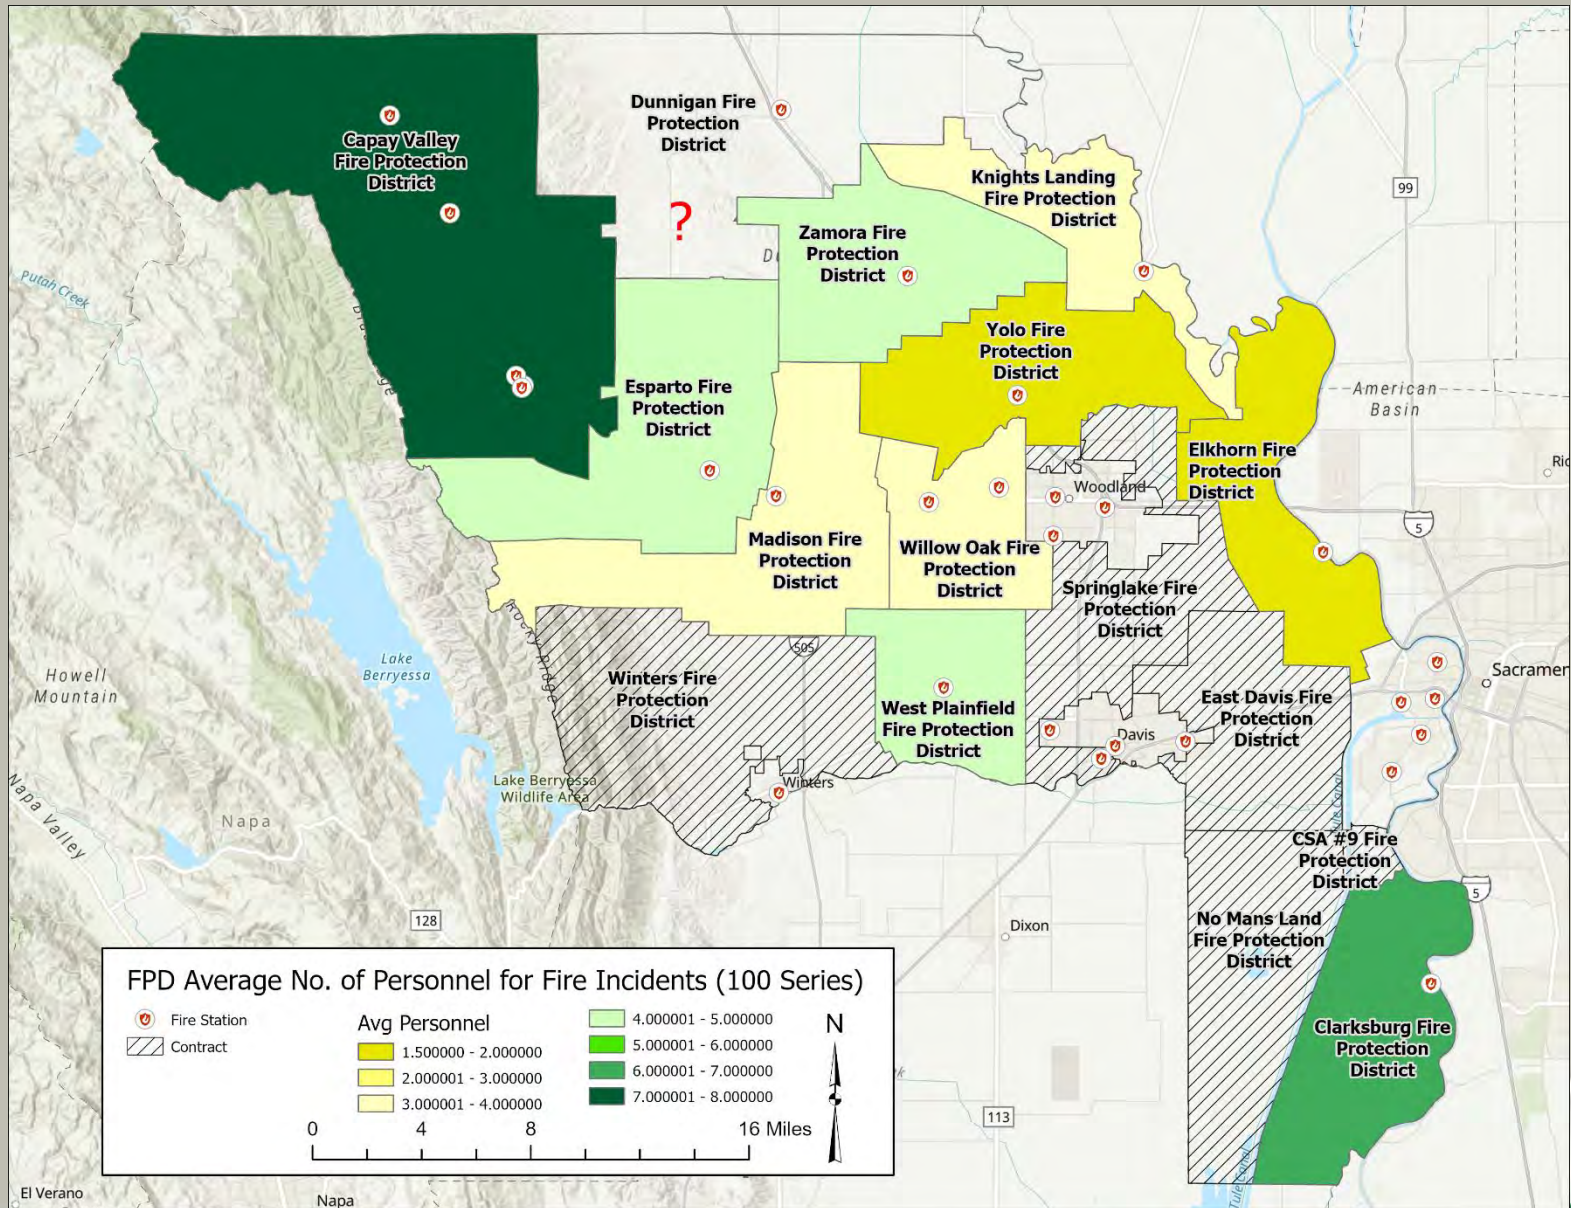 Dunnigan Fire
Protection
District
Capay Valley
Fire Protection
District
Knights Landing
Fire Protection
District
99
?
Zamora Fire
Protection
District
Putah Creek
Yolo Fire
Protection
District
American
Basin
Esparto Fire
Protection
District
Elkhorn Fire
Protection
District
Woodland
5
Madison Fire
Protection
District
Willow Oak Fire
Protection
District
Springlake Fire
Protection
District
Rocky Ridge
505
Lake
Berryessa
Howell
Mountain
Winters Fire
Protection
District
West Plainfield
Fire Protection
District
East Davis Fire
Protection
District
Sacramen
Davis
Lake Berryessa
Wildlife Area
Winters
Napa Valley
Napa
Tule Canal
CSA #9 Fire
Protection
District
5
128
Dixon
No Mans Land
Fire Protection
District
Clarksburg Fire
Protection
District
113
Tule Canal
FPD Average No. of Personnel for Fire Incidents (100 Series)
Fire Station
Contract
Avg Personnel
1.500000 - 2.000000
2.000001 - 3.000000
3.000001 - 4.000000
4.000001 - 5.000000
5.000001 - 6.000000
6.000001 - 7.000000
7.000001 - 8.000000
N
0 4 8 16 Miles
El Verano
Napa